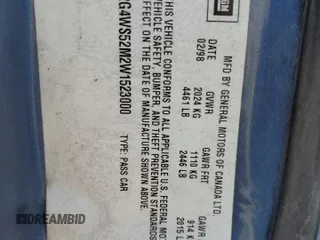 GM
MFD BY GENERAL MOTORS OF CANADA LTD.
DATE GVWR GAWR FRT GAWR
02/98 2024 KG 1110 KG 914 K
4461 LB 2446 LB 2015 L
THIS VEHICLE CONFORMS TO ALL APPLICABLE U.S. FEDERAL MOTOR
VEHICLE SAFETY, BUMPER, AND THEFT PREVENTION STANDARDS
EFFECT ON THE DATE OF MANUFACTURE SHOWN ABOVE.
G4WS52M2W1523000 TYPE: PASS CAR
DREAMBID